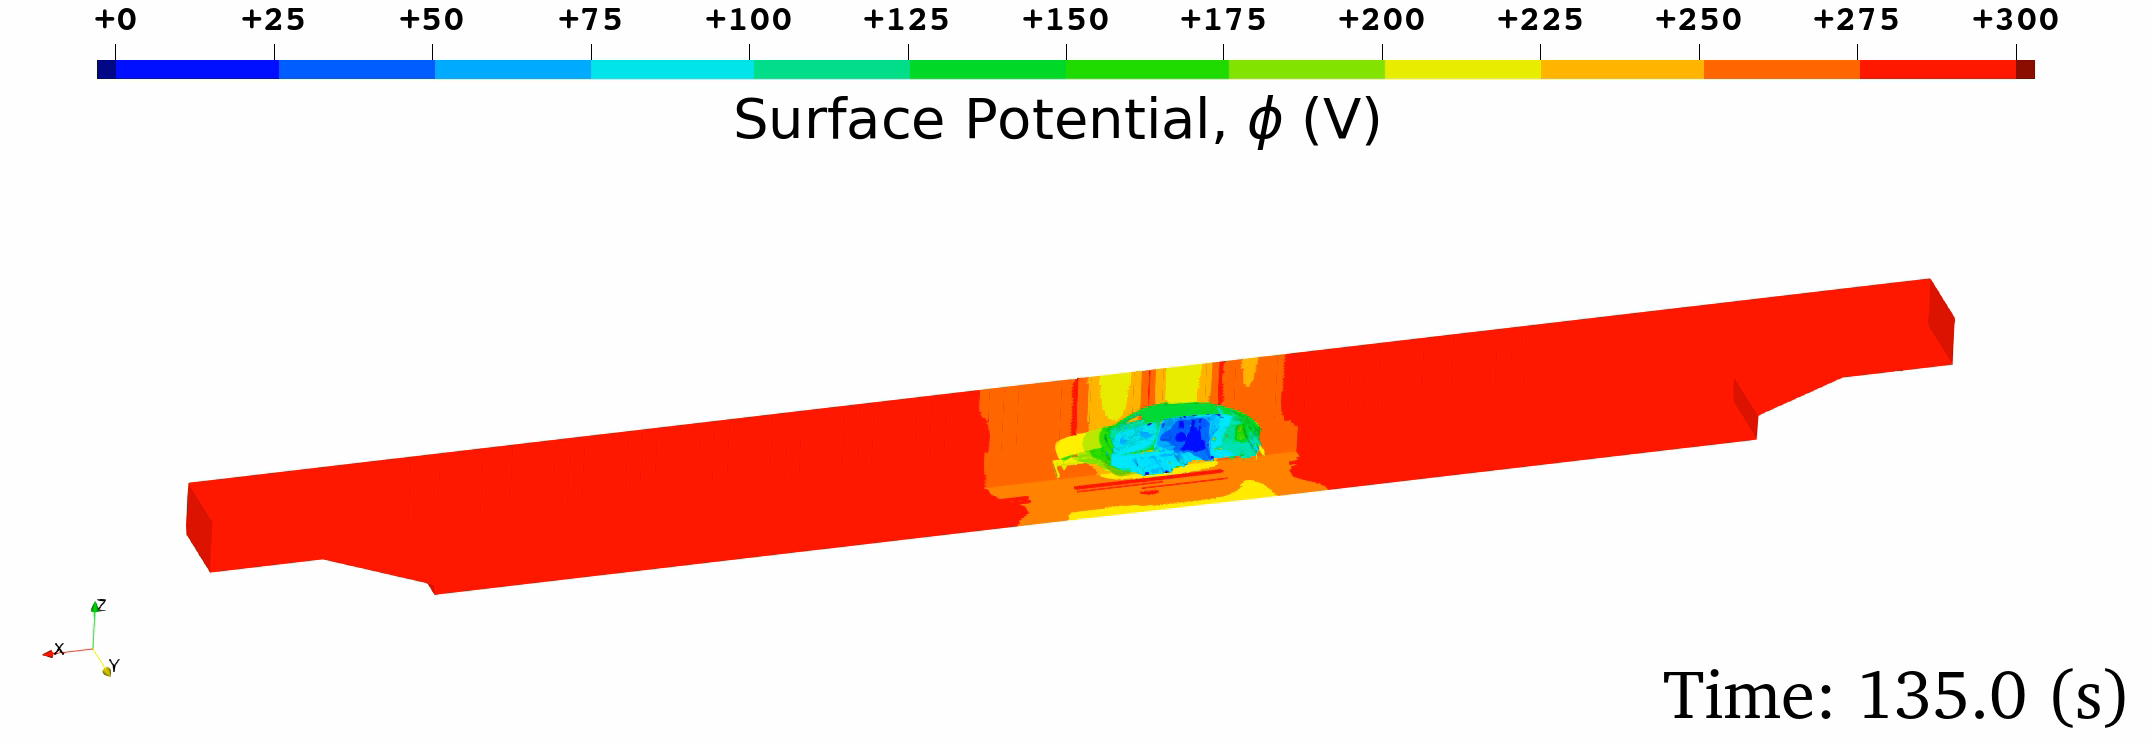 +0 +25 +50 +75 +100 +125 +150 +175 +200 +225 +250 +275 +300
Surface Potential, ϕ (V)
Z
X
Y
Time: 135.0 (s)